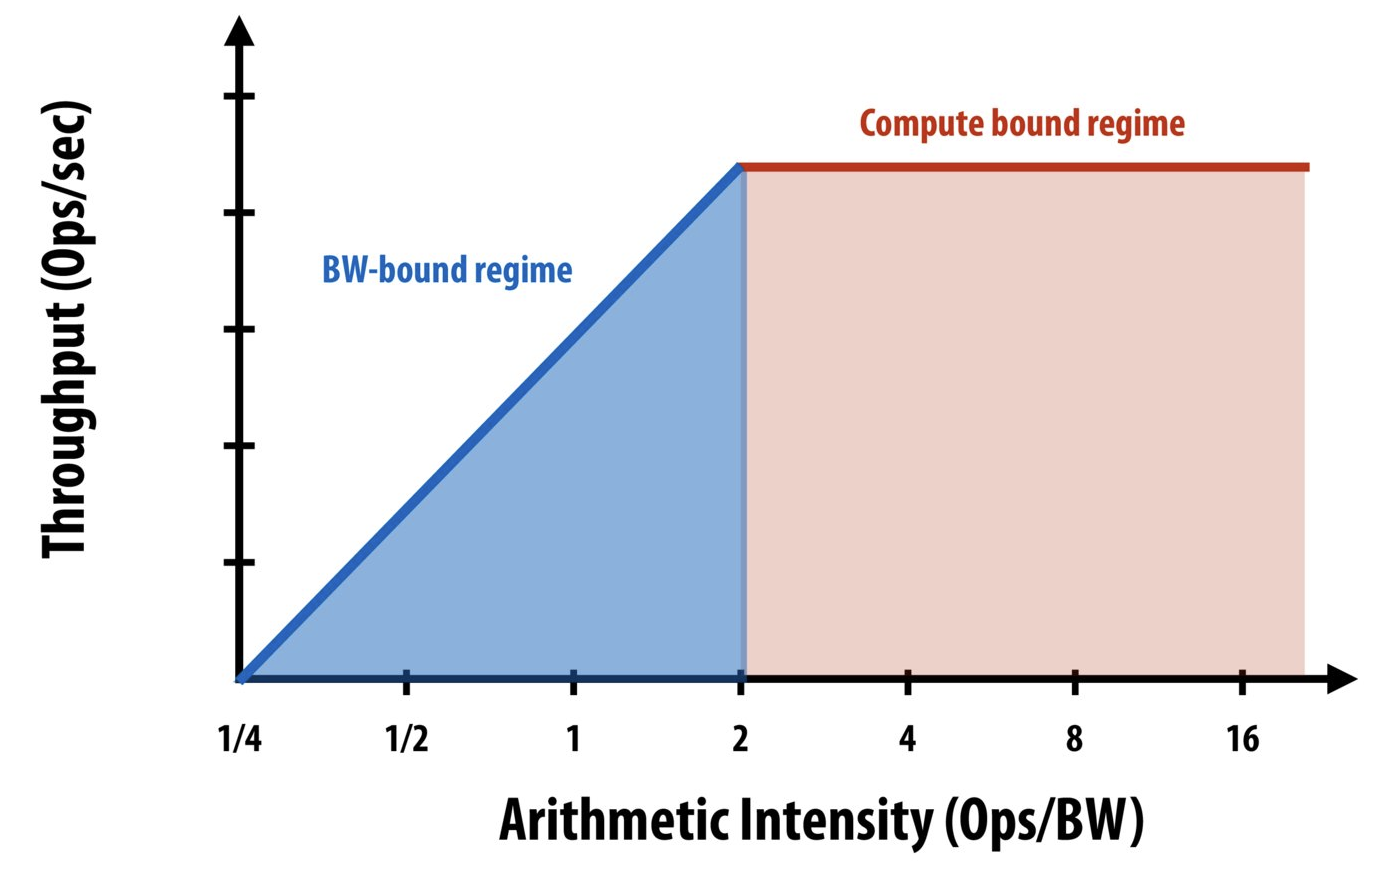 Throughput (Ops/sec)
Compute bound regime
BW-bound regime
1/4 1/2 1 2 4 8 16
Arithmetic Intensity (Ops/BW)